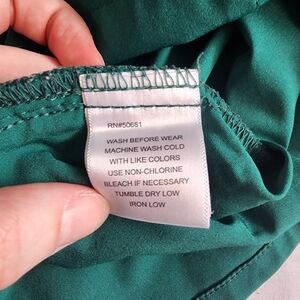 RN#50681
WASH BEFORE WEAR
MACHINE WASH COLD
WITH LIKE COLORS
USE NON-CHLORINE
BLEACH IF NECESSARY
TUMBLE DRY LOW
IRON LOW